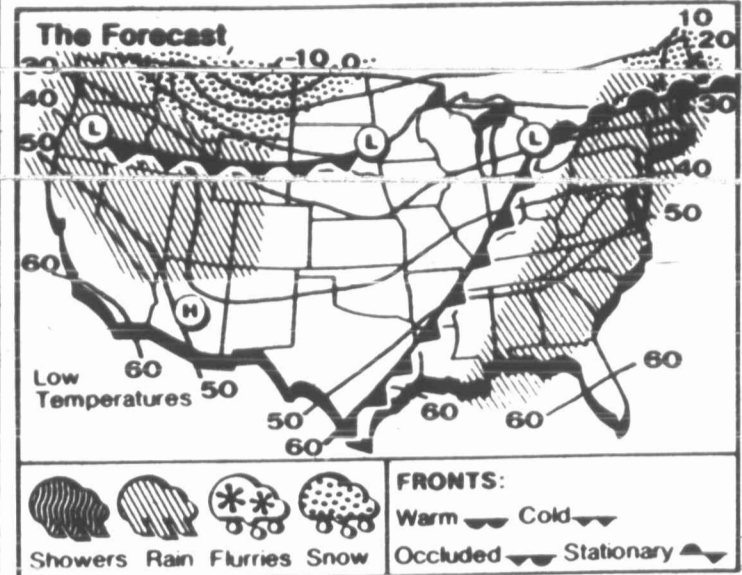 The Forecast
10
20
-10 0
30
30
40
L
50
L
L
40
50
60
H
60
60
50
Low
Temperatures
50
60
60
60
Showers Rain Flurries Snow
FRONTS:
Warm Cold
Occluded Stationary